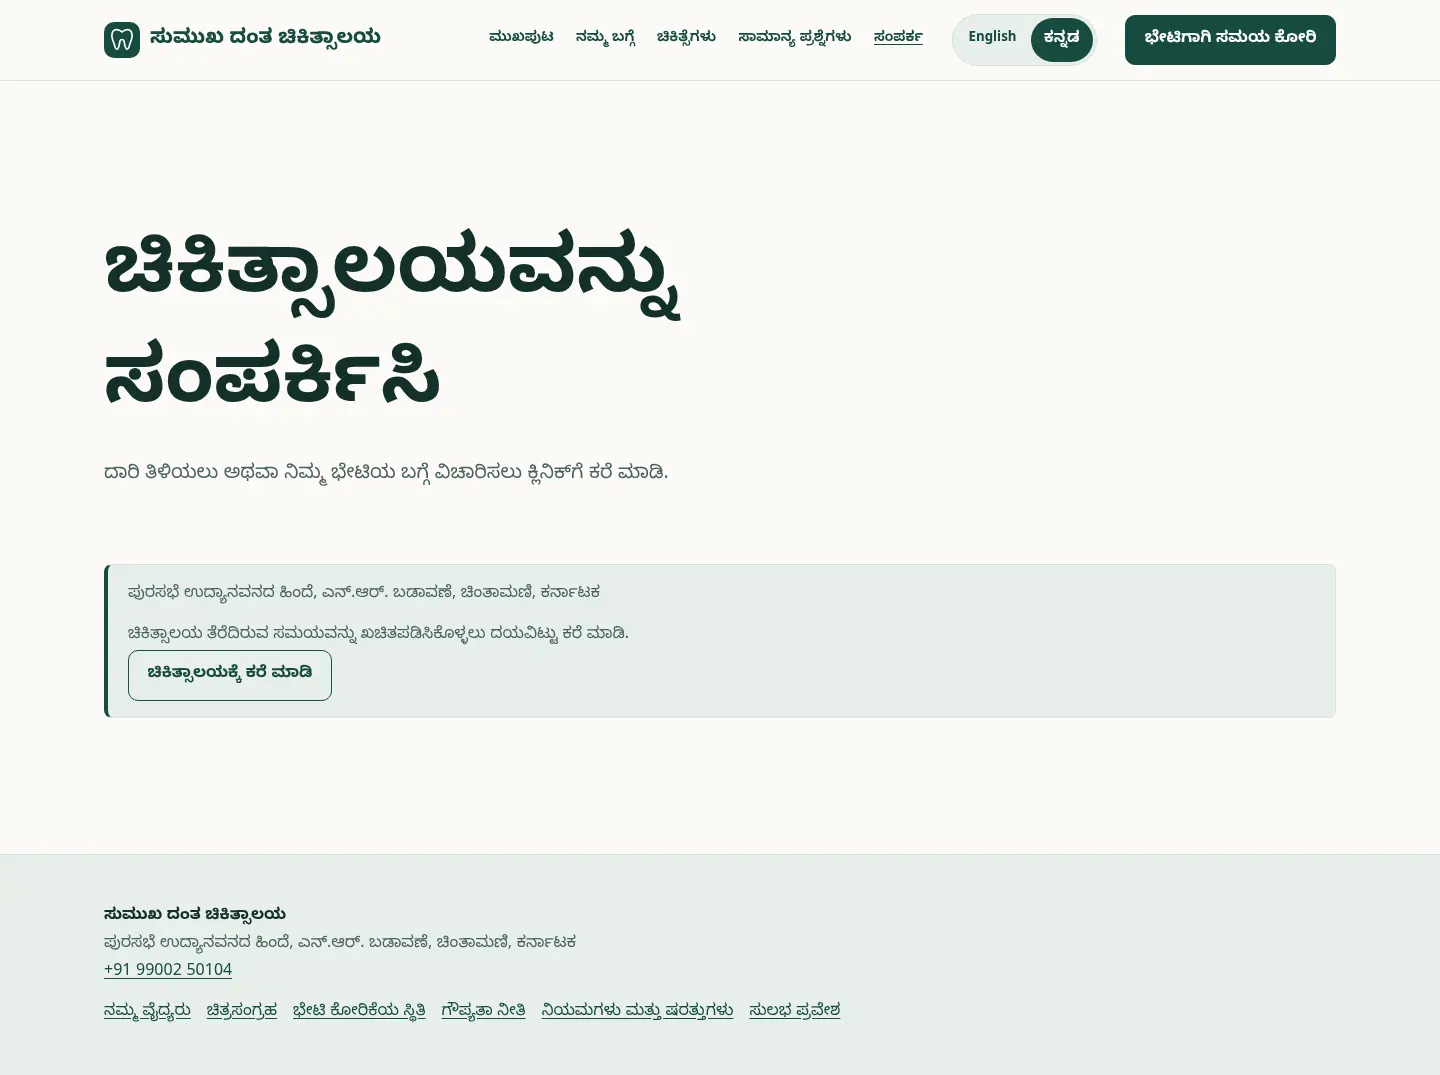 ಸುಮುಖ ದಂತ ಚಿಕಿತ್ಸಾಲಯ
ಮುಖಪುಟ
ನಮ್ಮ ಬಗ್ಗೆ
ಚಿಕಿತ್ಸೆಗಳು
ಸಾಮಾನ್ಯ ಪ್ರಶ್ನೆಗಳು
ಸಂಪರ್ಕ
English
ಕನ್ನಡ
ಭೇಟಿಗಾಗಿ ಸಮಯ ಕೋರಿ
ಚಿಕಿತ್ಸಾಲಯವನ್ನು
ಸಂಪರ್ಕಿಸಿ
ದಾರಿ ತಿಳಿಯಲು ಅಥವಾ ನಿಮ್ಮ ಭೇಟಿಯ ಬಗ್ಗೆ ವಿಚಾರಿಸಲು ಕ್ಲಿನಿಕ್‌ಗೆ ಕರೆ ಮಾಡಿ.
ಪುರಸಭೆ ಉದ್ಯಾನವನದ ಹಿಂದೆ, ಎನ್.ಆರ್. ಬಡಾವಣೆ, ಚಿಂತಾಮಣಿ, ಕರ್ನಾಟಕ
ಚಿಕಿತ್ಸಾಲಯ ತೆರೆದಿರುವ ಸಮಯವನ್ನು ಖಚಿತಪಡಿಸಿಕೊಳ್ಳಲು ದಯವಿಟ್ಟು ಕರೆ ಮಾಡಿ.
ಚಿಕಿತ್ಸಾಲಯಕ್ಕೆ ಕರೆ ಮಾಡಿ
ಸುಮುಖ ದಂತ ಚಿಕಿತ್ಸಾಲಯ
ಪುರಸಭೆ ಉದ್ಯಾನವನದ ಹಿಂದೆ, ಎನ್.ಆರ್. ಬಡಾವಣೆ, ಚಿಂತಾಮಣಿ, ಕರ್ನಾಟಕ
+91 99002 50104
ನಮ್ಮ ವೈದ್ಯರು
ಚಿತ್ರಸಂಗ್ರಹ
ಭೇಟಿ ಕೋರಿಕೆಯ ಸ್ಥಿತಿ
ಗೌಪ್ಯತಾ ನೀತಿ
ನಿಯಮಗಳು ಮತ್ತು ಷರತ್ತುಗಳು
ಸುಲಭ ಪ್ರವೇಶ